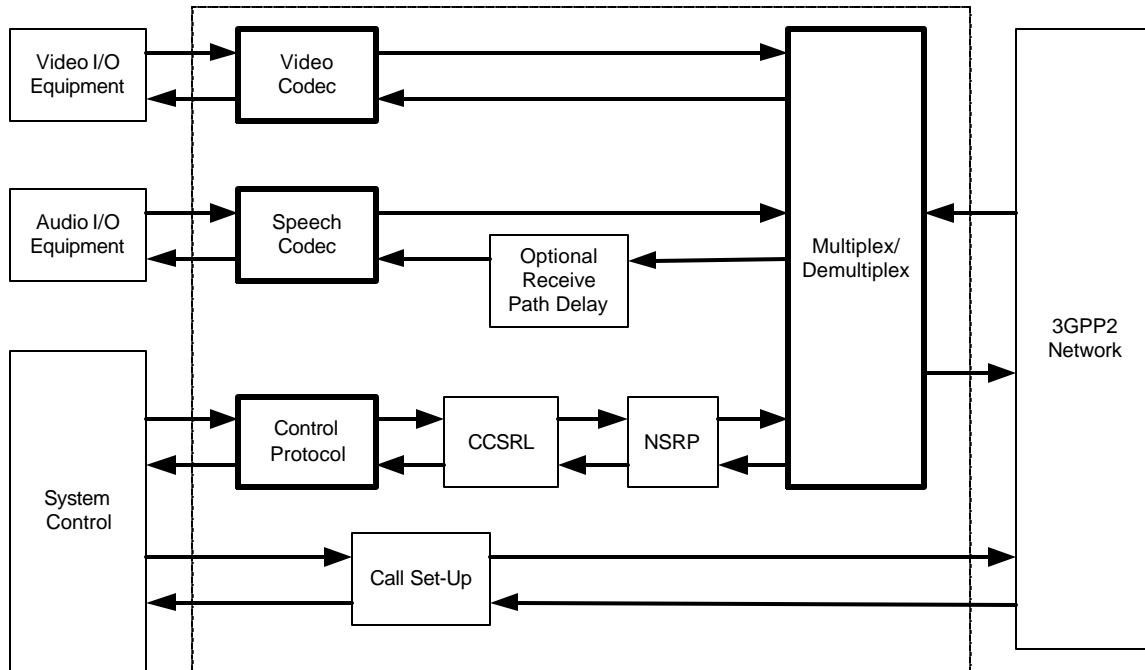 Video I/O
Equipment
Video
Codec
Audio I/O
Equipment
Speech
Codec
Optional
Receive
Path Delay
Multiplex/
Demultiplex
3GPP2
Network
Control
Protocol
CCSRL
NSRP
System
Control
Call Set-Up